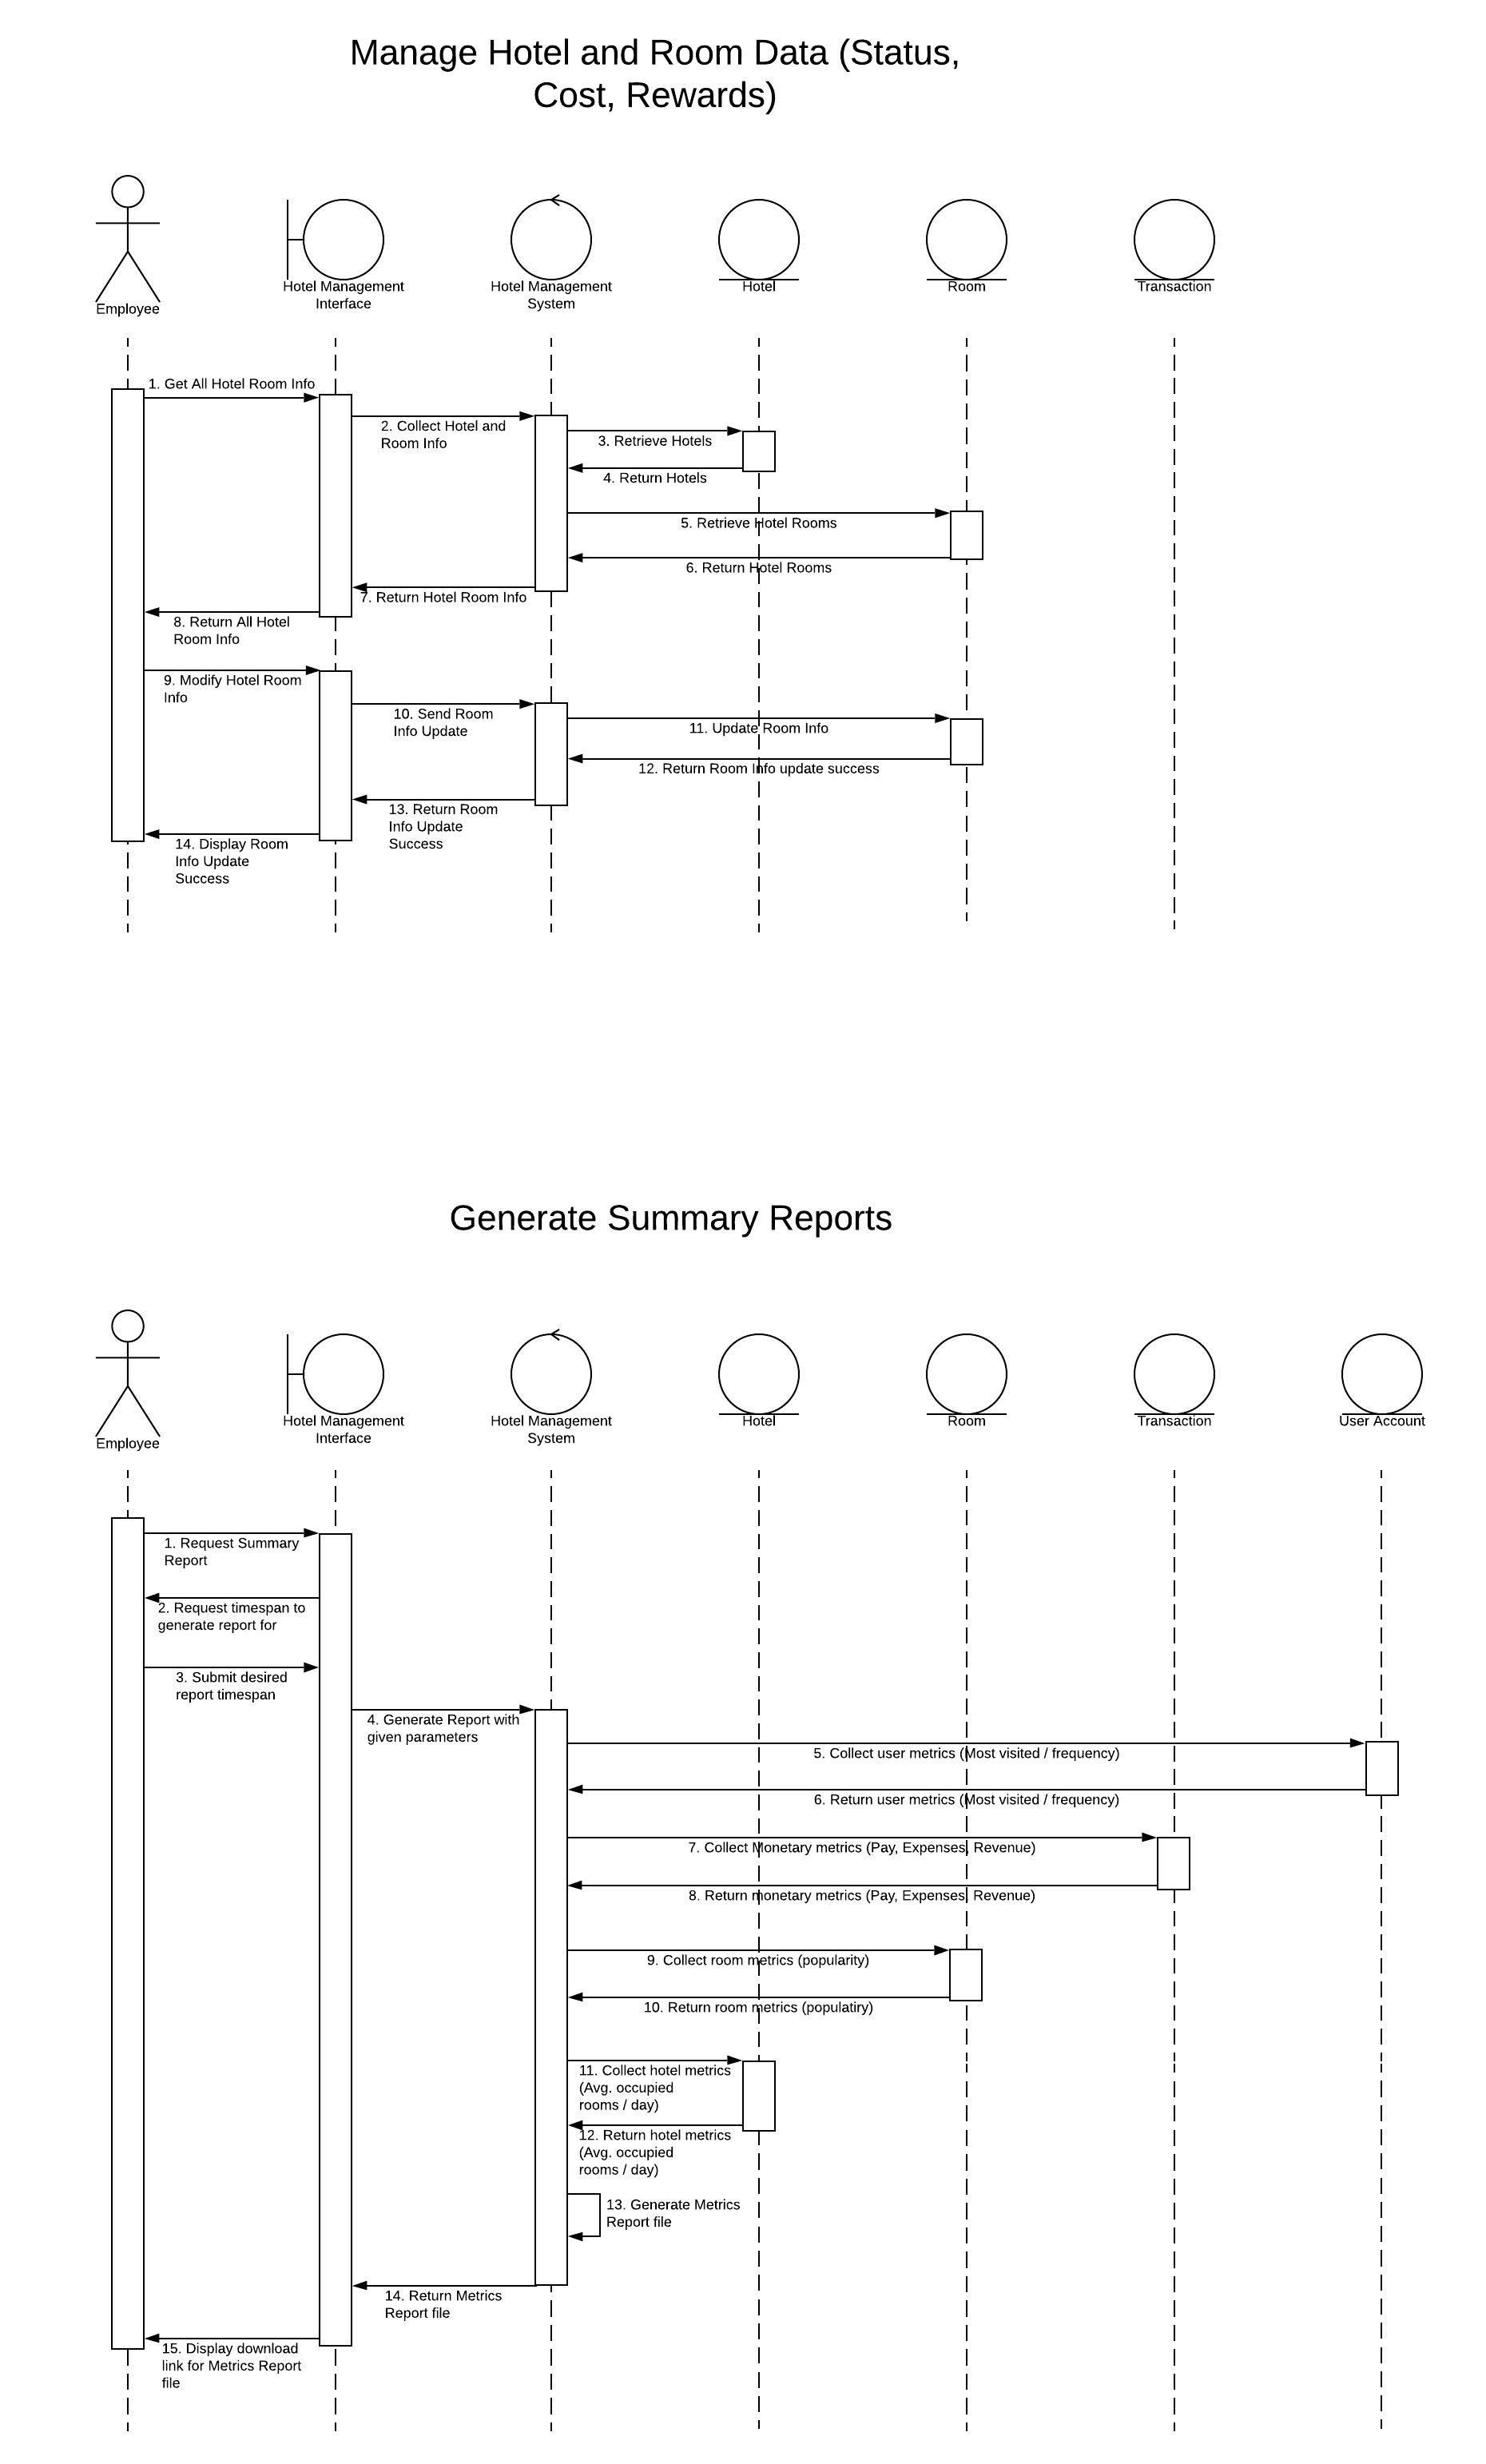 Manage Hotel and Room Data (Status,
Cost, Rewards)
Employee
Hotel Management
Interface
Hotel Management
System
Hotel
Room
Transaction
1. Get All Hotel Room Info
2. Collect Hotel and
Room Info
3. Retrieve Hotels
4. Return Hotels
5. Retrieve Hotel Rooms
6. Return Hotel Rooms
7. Return Hotel Room Info
8. Return All Hotel
Room Info
9. Modify Hotel Room
Info
10. Send Room
Info Update
11. Update Room Info
12. Return Room Info update success
13. Return Room
Info Update
Success
14. Display Room
Info Update
Success
Generate Summary Reports
Employee
Hotel Management
Interface
Hotel Management
System
Hotel
Room
Transaction
User Account
1. Request Summary
Report
2. Request timespan to
generate report for
3. Submit desired
report timespan
4. Generate Report with
given parameters
5. Collect user metrics (Most visited / frequency)
6. Return user metrics (Most visited / frequency)
7. Collect Monetary metrics (Pay, Expenses, Revenue)
8. Return monetary metrics (Pay, Expenses, Revenue)
9. Collect room metrics (popularity)
10. Return room metrics (populatiry)
11. Collect hotel metrics
(Avg. occupied
rooms / day)
12. Return hotel metrics
(Avg. occupied
rooms / day)
13. Generate Metrics
Report file
14. Return Metrics
Report file
15. Display download
link for Metrics Report
file